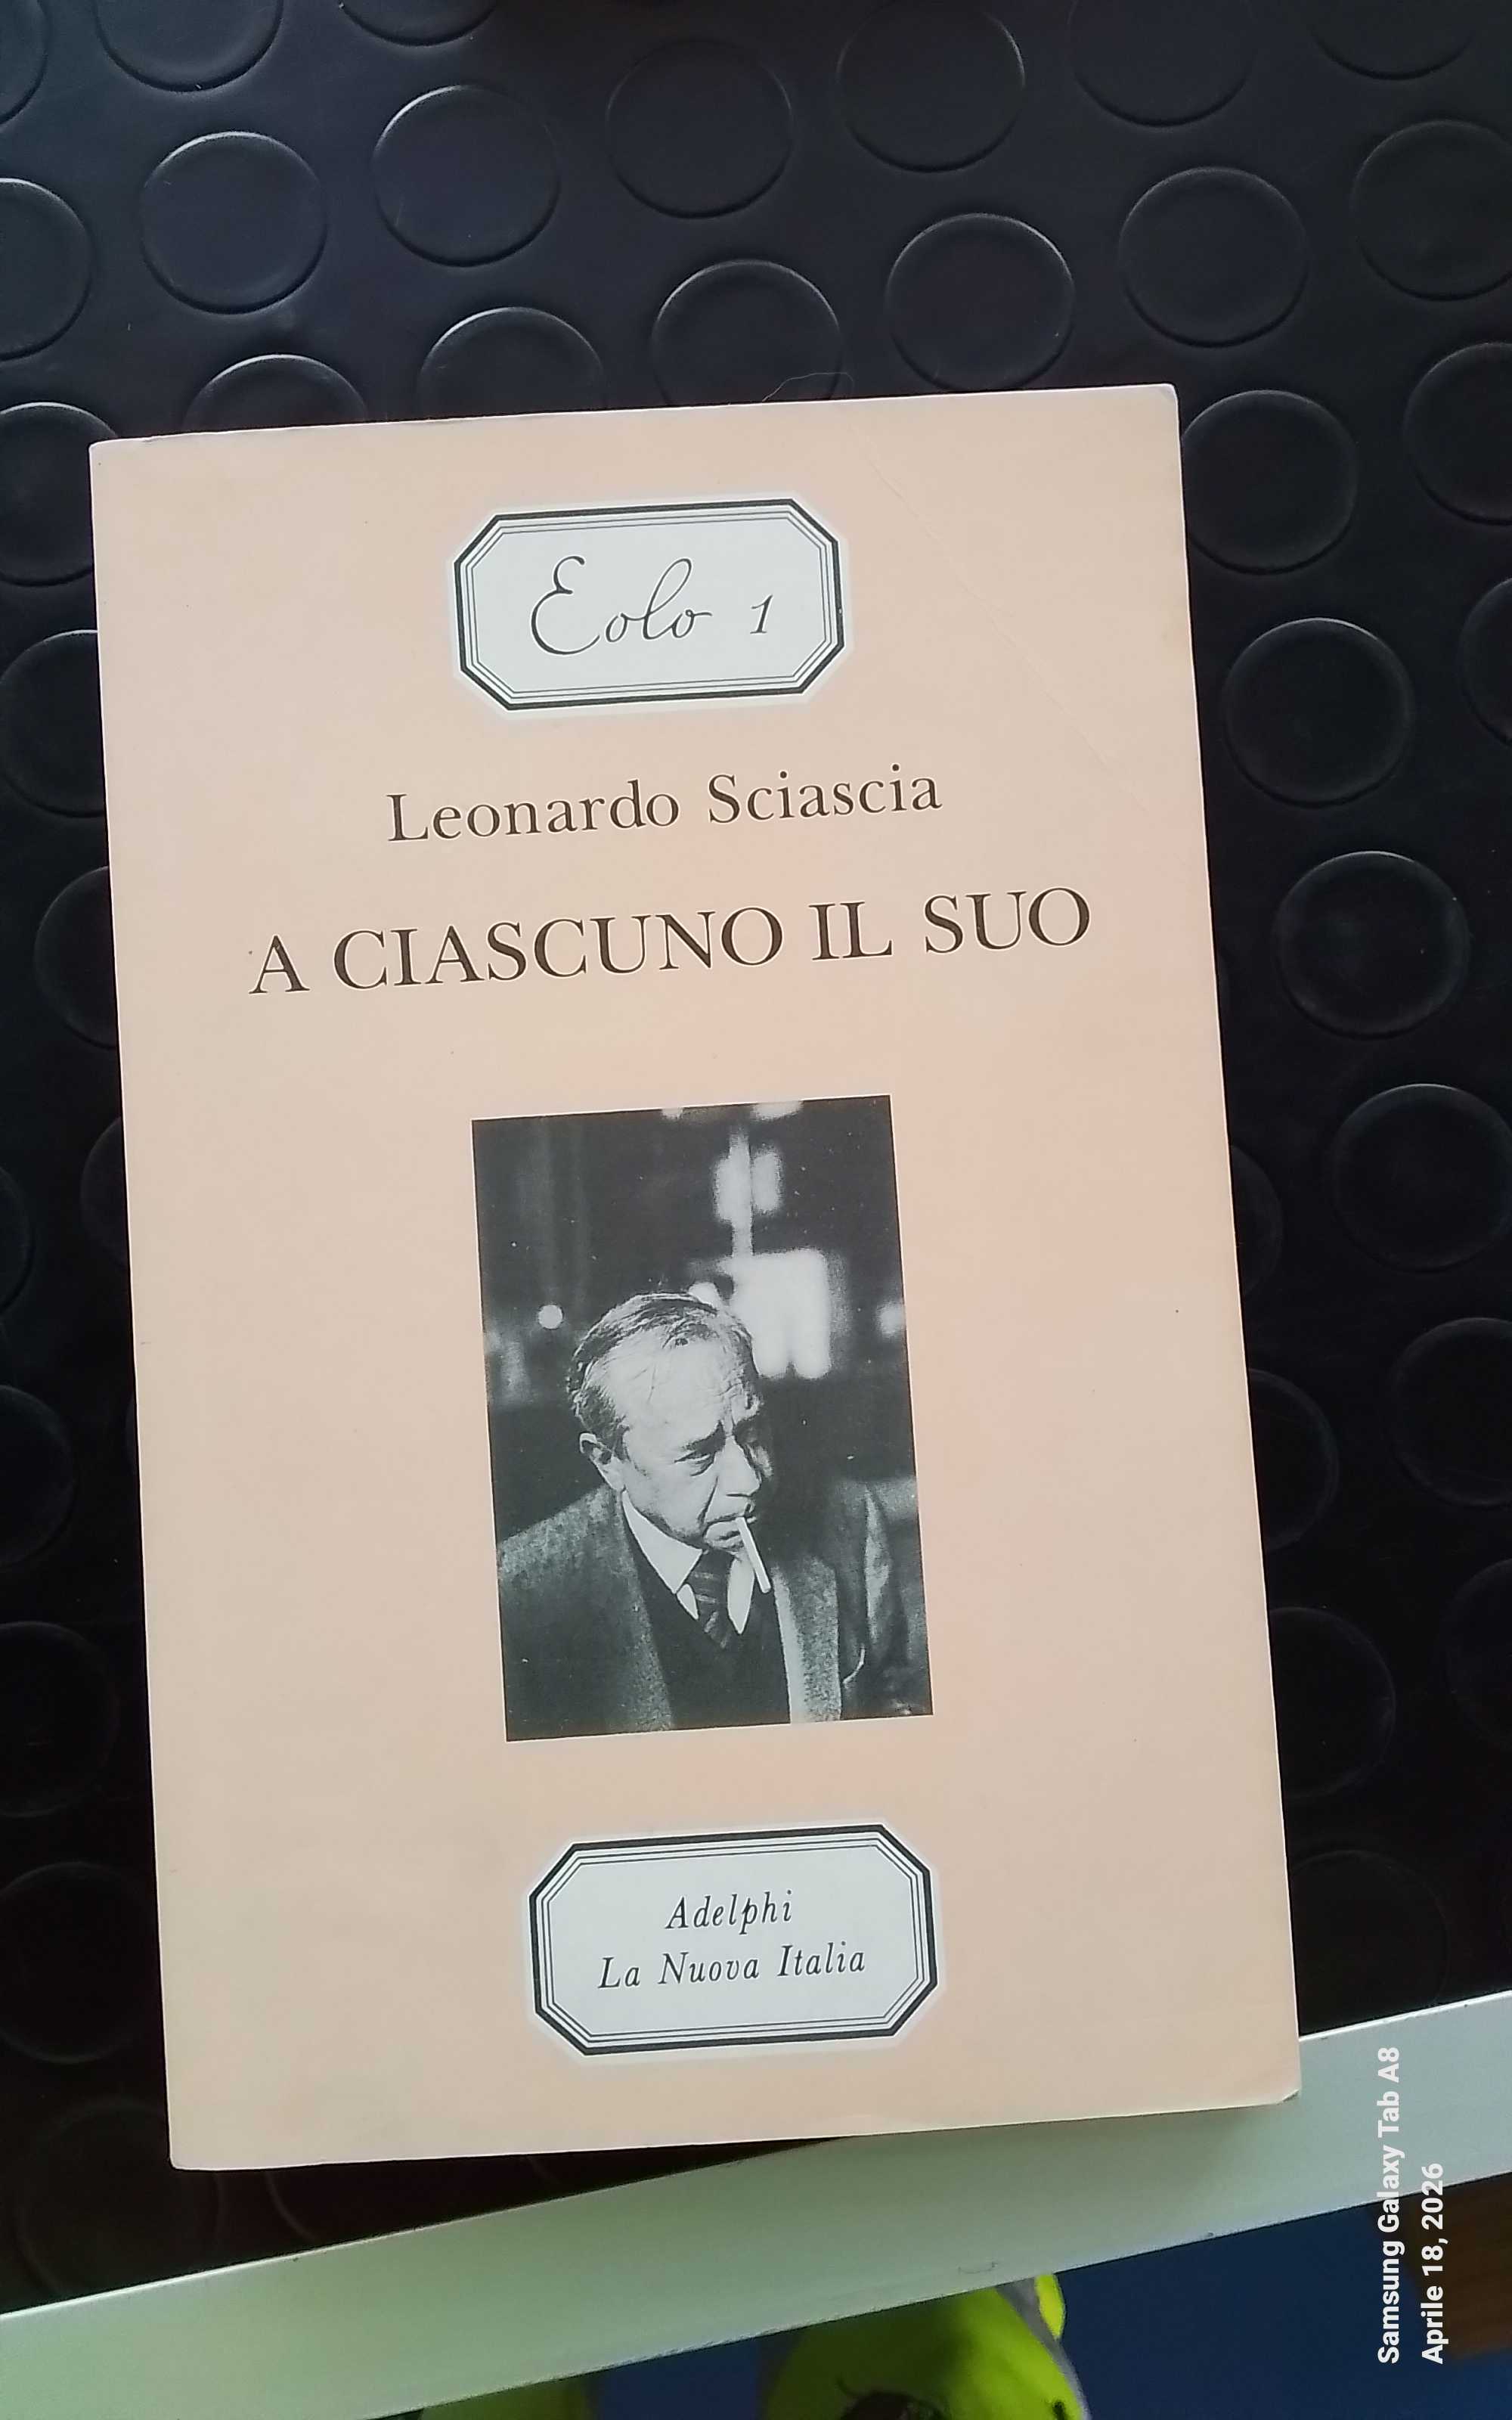 Eolo 1
Leonardo Sciascia
A CIASCUNO IL SUO
Adelphi
La Nuova Italia
Samsung Galaxy Tab A8
Aprile 18, 2026